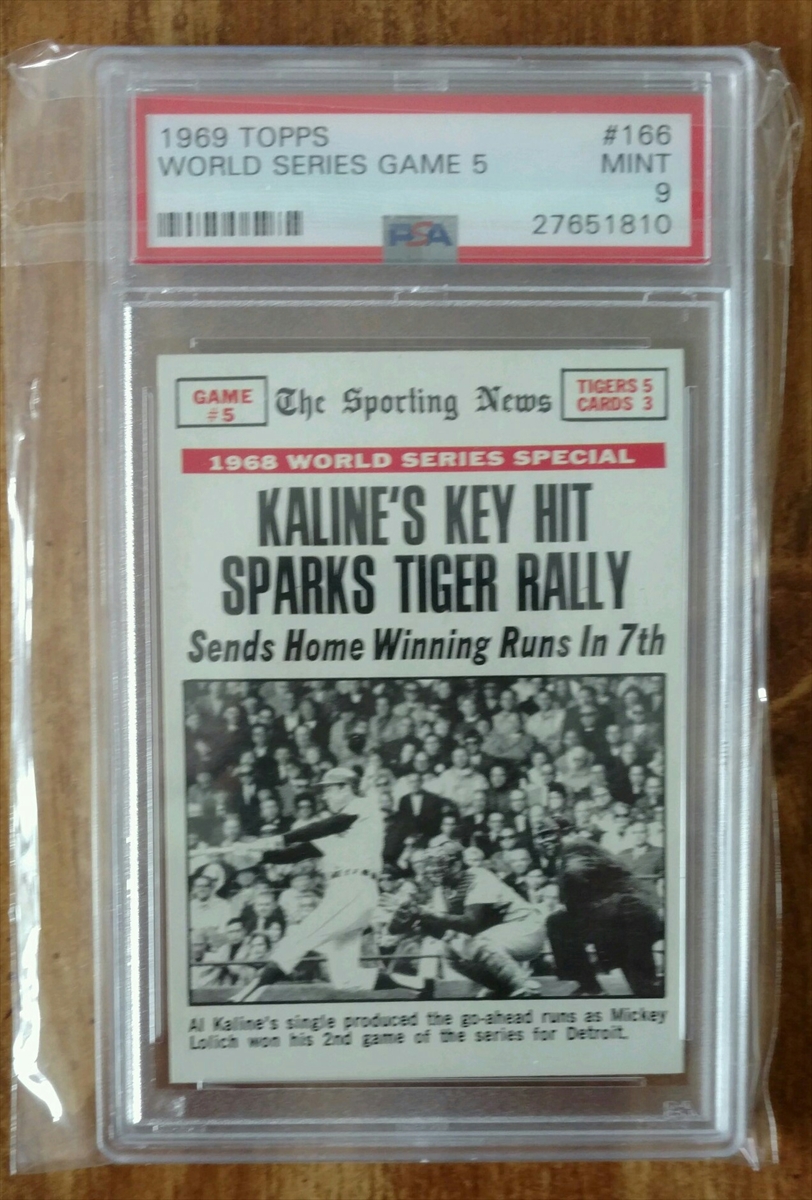 1969 TOPPS #166
WORLD SERIES GAME 5 MINT
9
PSA 27651810
GAME #5
The Sporting News
TIGERS 5
CARDS 3
1968 WORLD SERIES SPECIAL
KALINE'S KEY HIT
SPARKS TIGER RALLY
Sends Home Winning Runs In 7th
Al Kaline's single produced the go-ahead runs as Mickey
Lolich won his 2nd game of the series for Detroit.